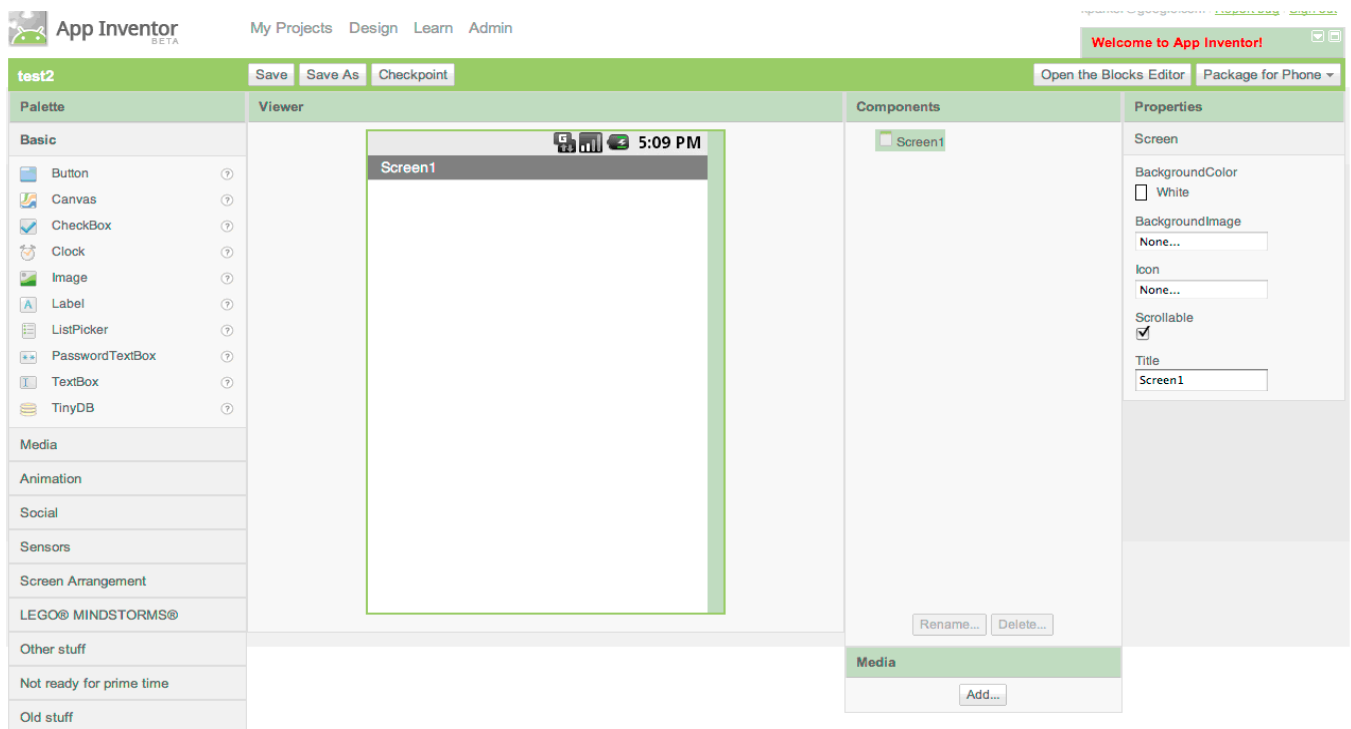 App Inventor
BETA
My Projects Design Learn Admin
Welcome to App Inventor!
test2
Save Save As Checkpoint
Open the Blocks Editor Package for Phone
Palette
Basic
Button
Canvas
CheckBox
Clock
Image
Label
ListPicker
PasswordTextBox
TextBox
TinyDB
Media
Animation
Social
Sensors
Screen Arrangement
LEGO® MINDSTORMS®
Other stuff
Not ready for prime time
Old stuff
Viewer
5:09 PM
Screen1
Components
Screen1
Rename... Delete...
Media
Add...
Properties
Screen
BackgroundColor
White
BackgroundImage
None...
Icon
None...
Scrollable
Title
Screen1